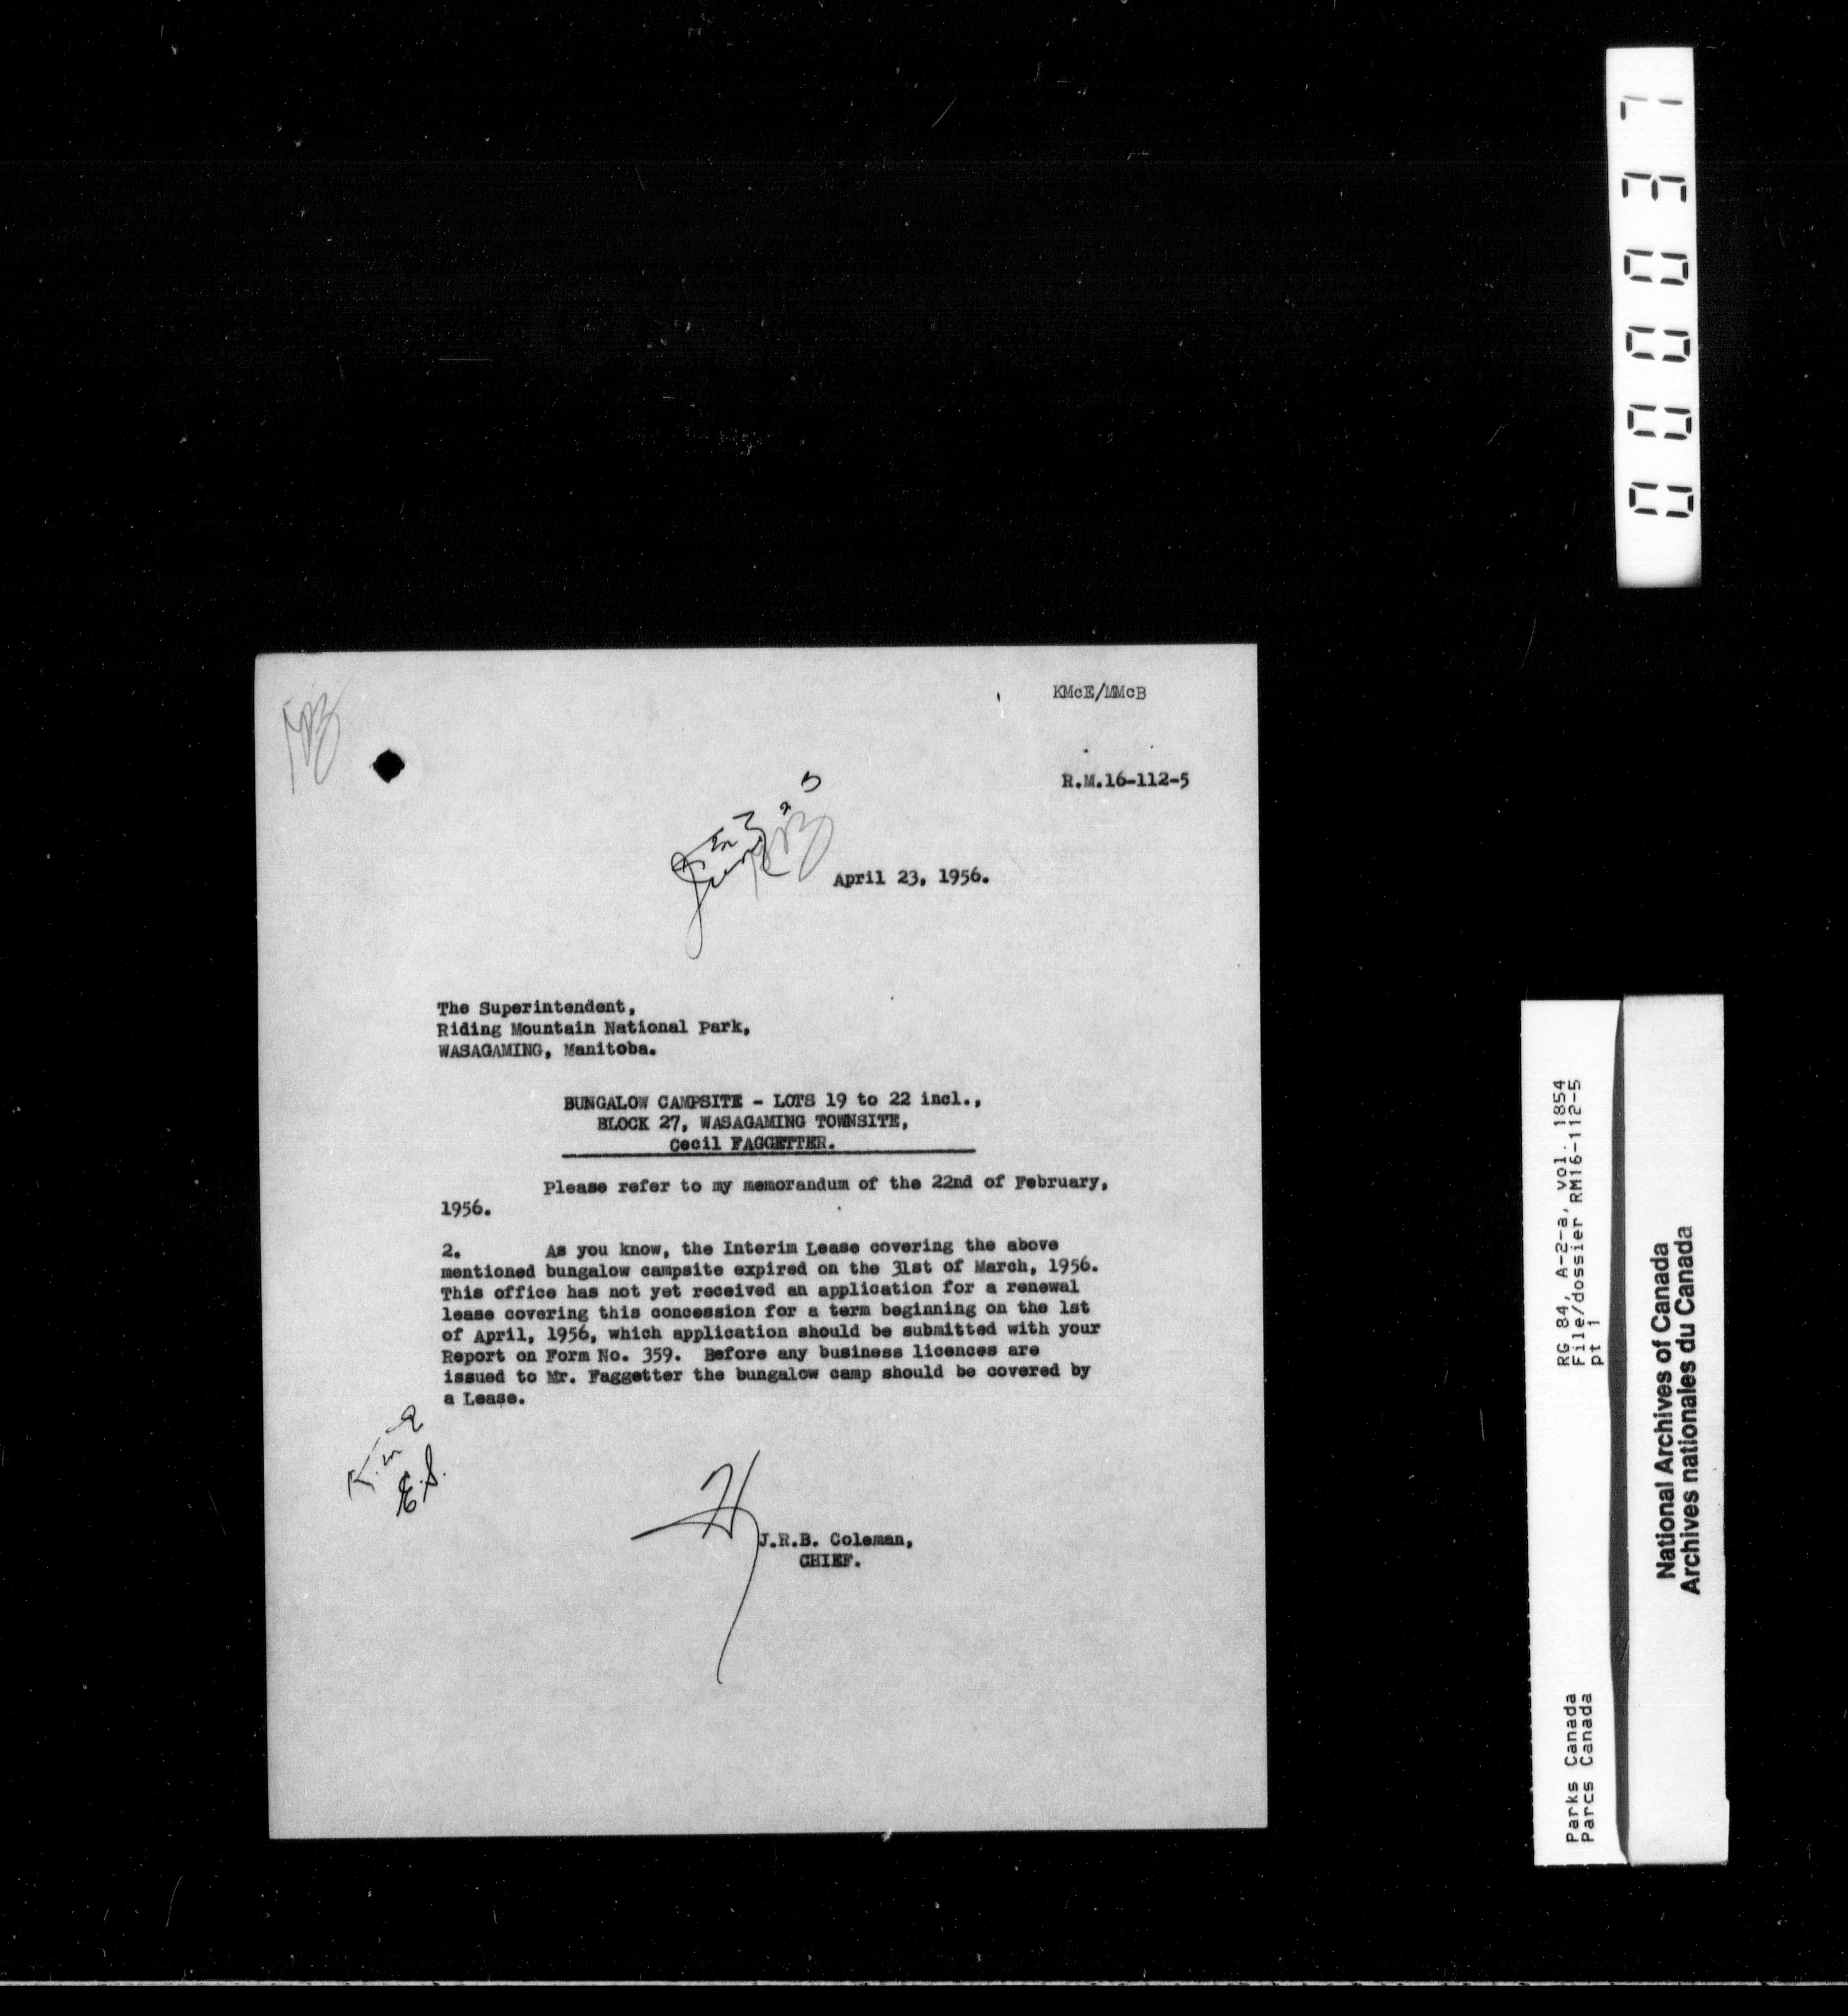 KMcE/MMcB
R.M.16-112-5
April 23, 1956.
The Superintendent,
Riding Mountain National Park,
WASAGAMING, Manitoba.
BUNGALOW CAMPSITE - LOTS 19 to 22 incl.,
BLOCK 27, WASAGAMING TOWNSITE,
Cecil FAGGETTER.
Please refer to my memorandum of the 22nd of February,
1956.
2. As you know, the Interim Lease covering the above
mentioned bungalow campsite expired on the 31st of March, 1956.
This office has not yet received an application for a renewal
lease covering this concession for a term beginning on the 1st
of April, 1956, which application should be submitted with your
Report on Form No. 359. Before any business licences are
issued to Mr. Faggetter the bungalow camp should be covered by
a Lease.
J.R.B. Coleman,
CHIEF.
000037
RG 84, A-2-a, vol. 1854
File/dossier RM16-112-5
pt 1
Parks Canada
Parcs Canada
National Archives of Canada
Archives nationales du Canada